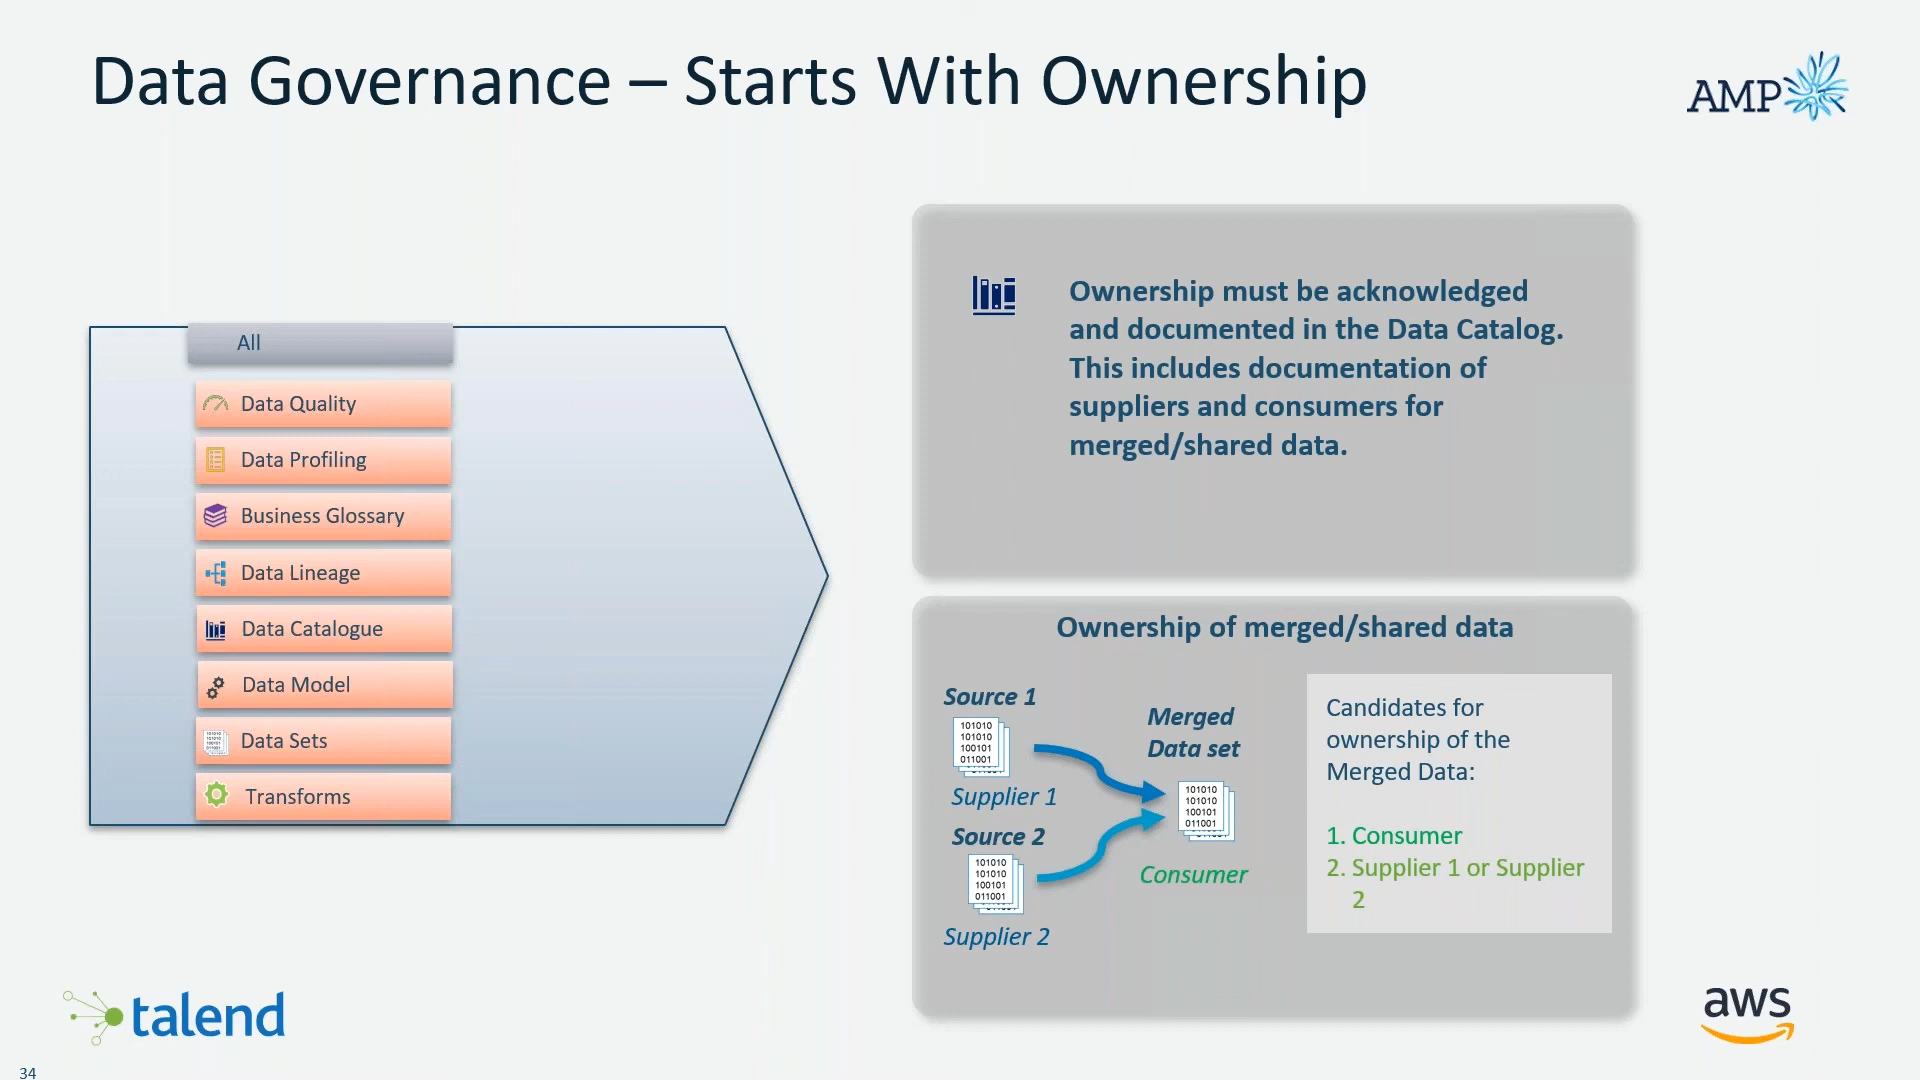 Data Governance – Starts With Ownership
AMP
All
Data Quality
Data Profiling
Business Glossary
Data Lineage
Data Catalogue
Data Model
Data Sets
Transforms
Ownership must be acknowledged
and documented in the Data Catalog.
This includes documentation of
suppliers and consumers for
merged/shared data.
Ownership of merged/shared data
Source 1
101010
101010
100101
011001
Supplier 1
Source 2
101010
101010
100101
011001
Supplier 2
Merged
Data set
101010
101010
100101
011001
Consumer
Candidates for
ownership of the
Merged Data:
1. Consumer
2. Supplier 1 or Supplier
2
talend
aws
34